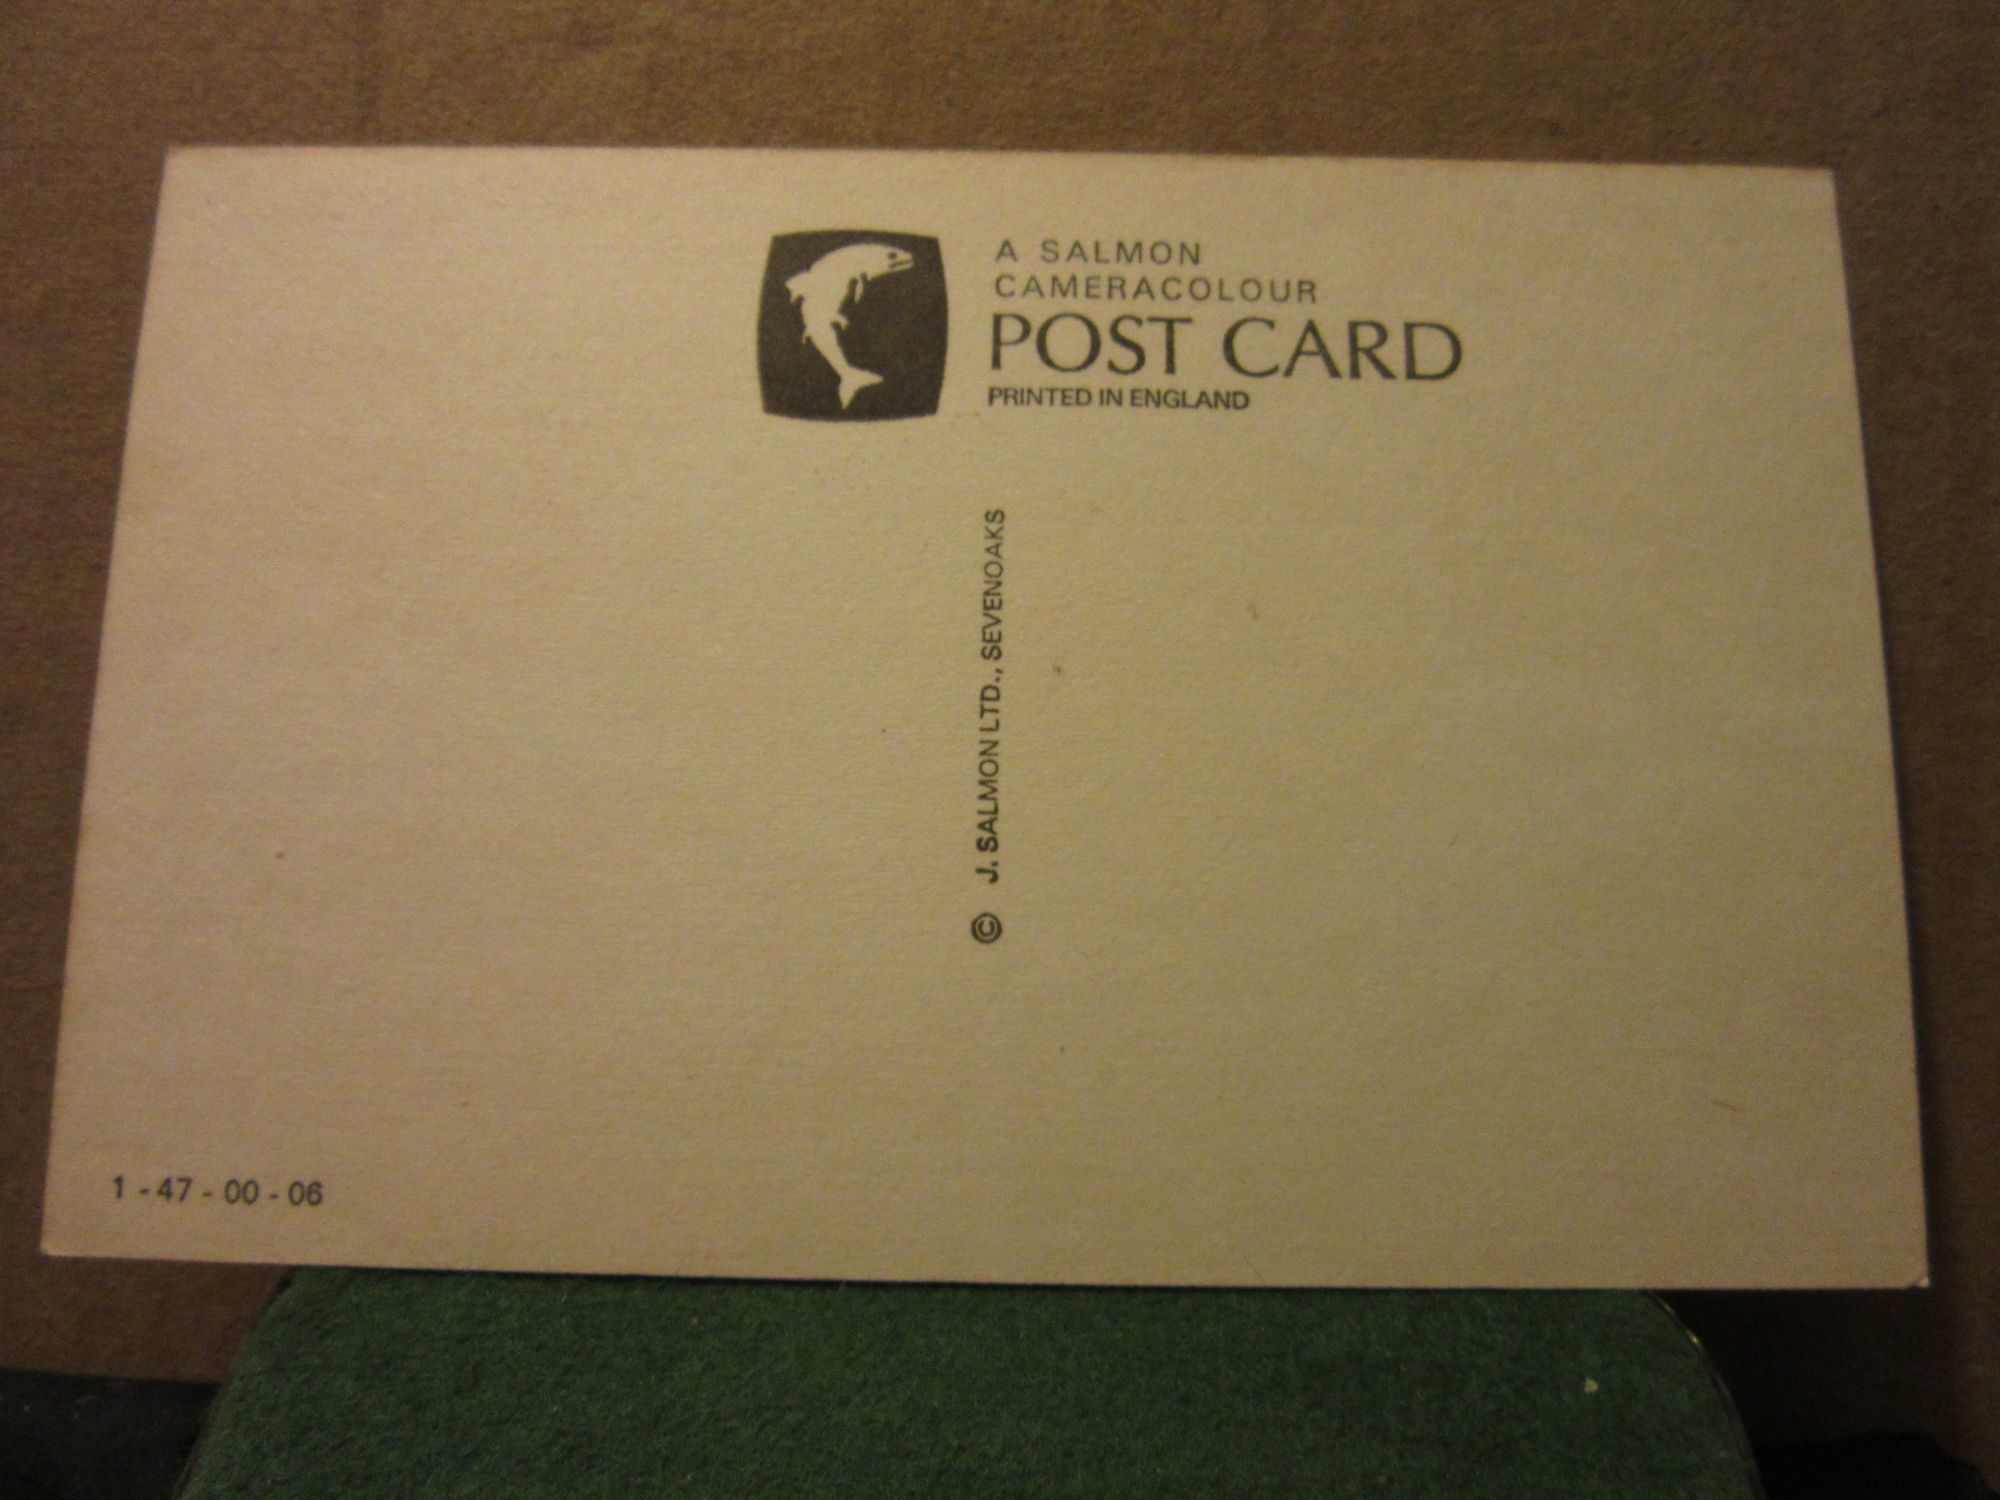 A SALMON
CAMERACOLOUR
POST CARD
PRINTED IN ENGLAND
© J. SALMON LTD., SEVENOAKS
1 - 47 - 00 - 06